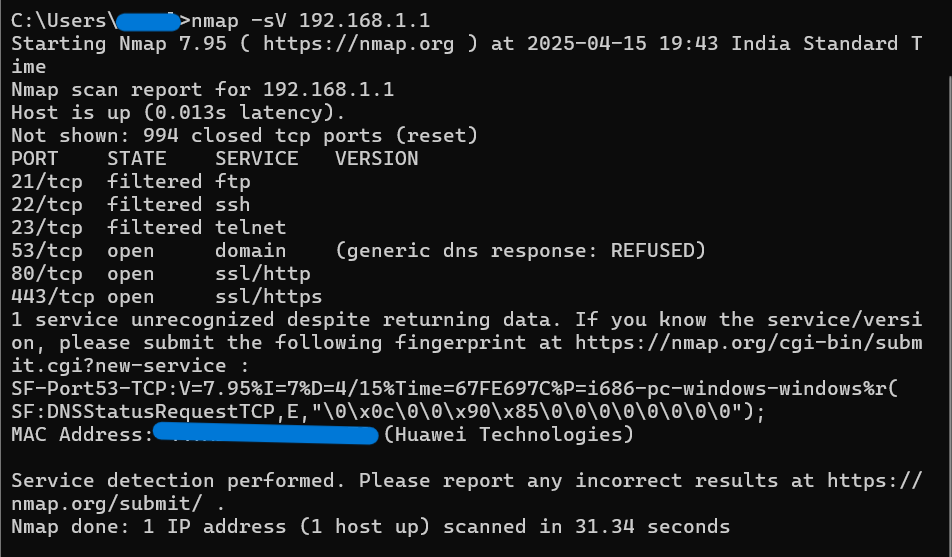 C:\Users\>nmap -sV 192.168.1.1
Starting Nmap 7.95 ( https://nmap.org ) at 2025-04-15 19:43 India Standard T
ime
Nmap scan report for 192.168.1.1
Host is up (0.013s latency).
Not shown: 994 closed tcp ports (reset)
PORT    STATE    SERVICE   VERSION
21/tcp  filtered ftp
22/tcp  filtered ssh
23/tcp  filtered telnet
53/tcp  open     domain    (generic dns response: REFUSED)
80/tcp  open     ssl/http
443/tcp open     ssl/https
1 service unrecognized despite returning data. If you know the service/versi
on, please submit the following fingerprint at https://nmap.org/cgi-bin/subm
it.cgi?new-service :
SF-Port53-TCP:V=7.95%I=7%D=4/15%Time=67FE697C%P=i686-pc-windows-windows%r(
SF:DNSStatusRequestTCP,E,"\0\x0c\0\0\x90\x85\0\0\0\0\0\0\0\0");
MAC Address: (Huawei Technologies)

Service detection performed. Please report any incorrect results at https://
nmap.org/submit/ .
Nmap done: 1 IP address (1 host up) scanned in 31.34 seconds